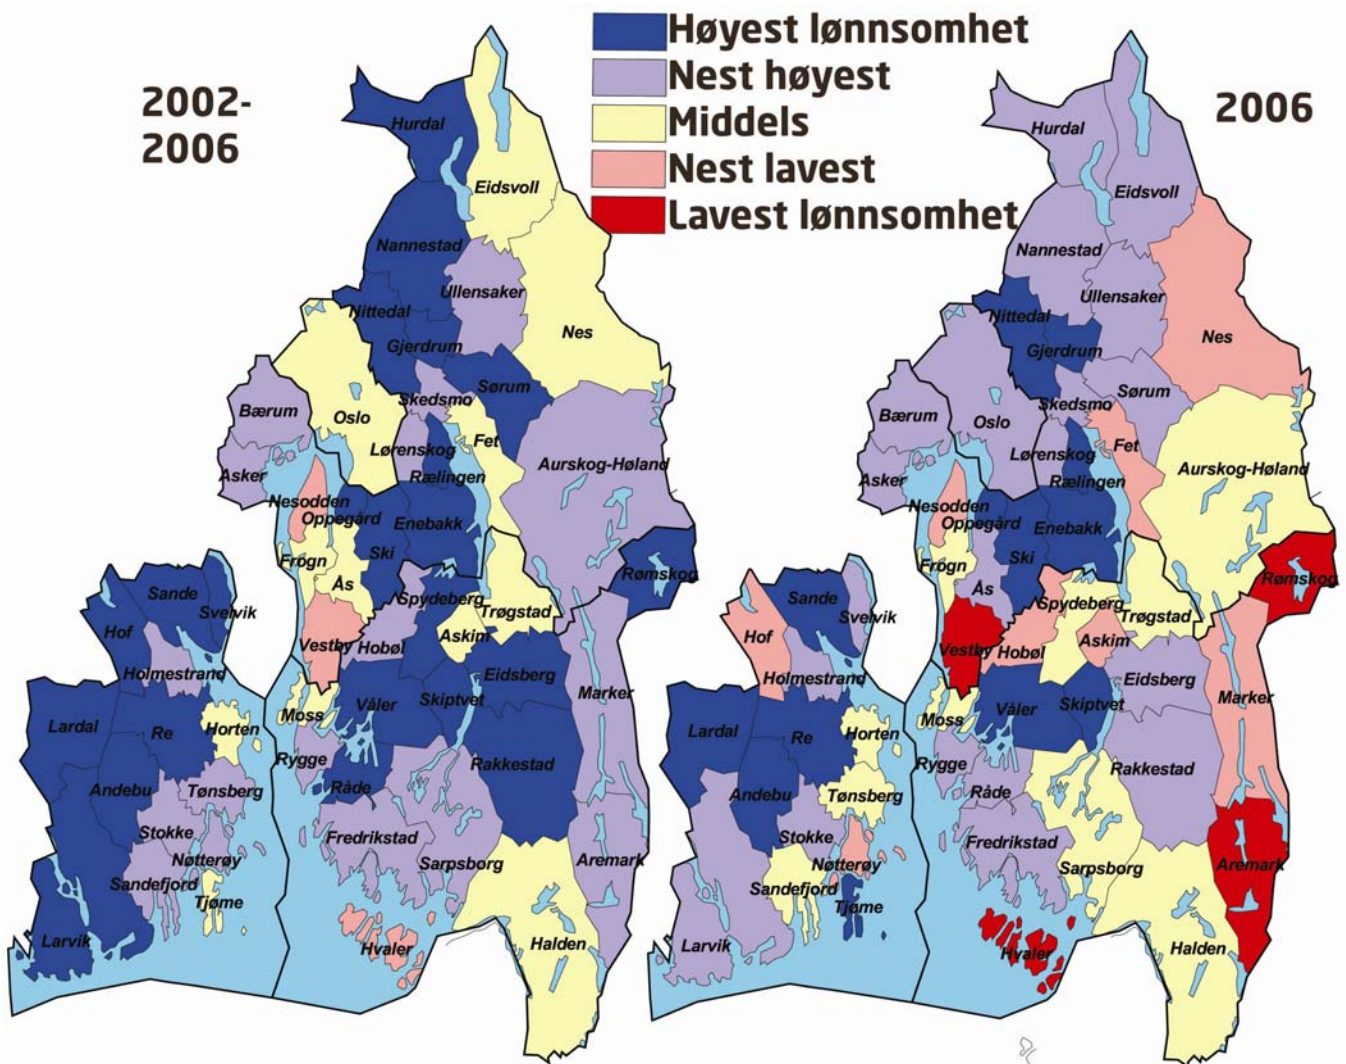 2002-
2006
Høyest lønnsomhet
Nest høyest
Middels
Nest lavest
Lavest lønnsomhet
2006
Hurdal
Eidsvoll
Nannestad
Ullensaker
Nittedal
Nes
Gjerdrum
Sørum
Skedsmo
Bærum
Oslo
Lørenskog
Fet
Asker
Rælingen
Aurskog-Høland
Nesodden
Oppegård
Enebakk
Ski
Frogn
Ås
Rømskog
Sande
Svelvik
Spydeberg
Trøgstad
Hof
Askim
Vestby
Hobøl
Holmestrand
Eidsberg
Marker
Lardal
Re
Horten
Moss
Våler
Skiptvet
Rygge
Rakkestad
Andebu
Tønsberg
Råde
Stokke
Fredrikstad
Nøtterøy
Sarpsborg
Aremark
Sandefjord
Tjøme
Larvik
Hvaler
Halden
Hurdal
Eidsvoll
Nannestad
Ullensaker
Nittedal
Nes
Gjerdrum
Sørum
Skedsmo
Bærum
Oslo
Lørenskog
Fet
Asker
Rælingen
Aurskog-Høland
Nesodden
Oppegård
Enebakk
Ski
Frogn
Ås
Rømskog
Sande
Svelvik
Spydeberg
Trøgstad
Hof
Askim
Vestby
Hobøl
Holmestrand
Eidsberg
Marker
Lardal
Re
Horten
Moss
Våler
Skiptvet
Rygge
Rakkestad
Andebu
Tønsberg
Råde
Stokke
Fredrikstad
Nøtterøy
Sarpsborg
Aremark
Sandefjord
Tjøme
Larvik
Hvaler
Halden